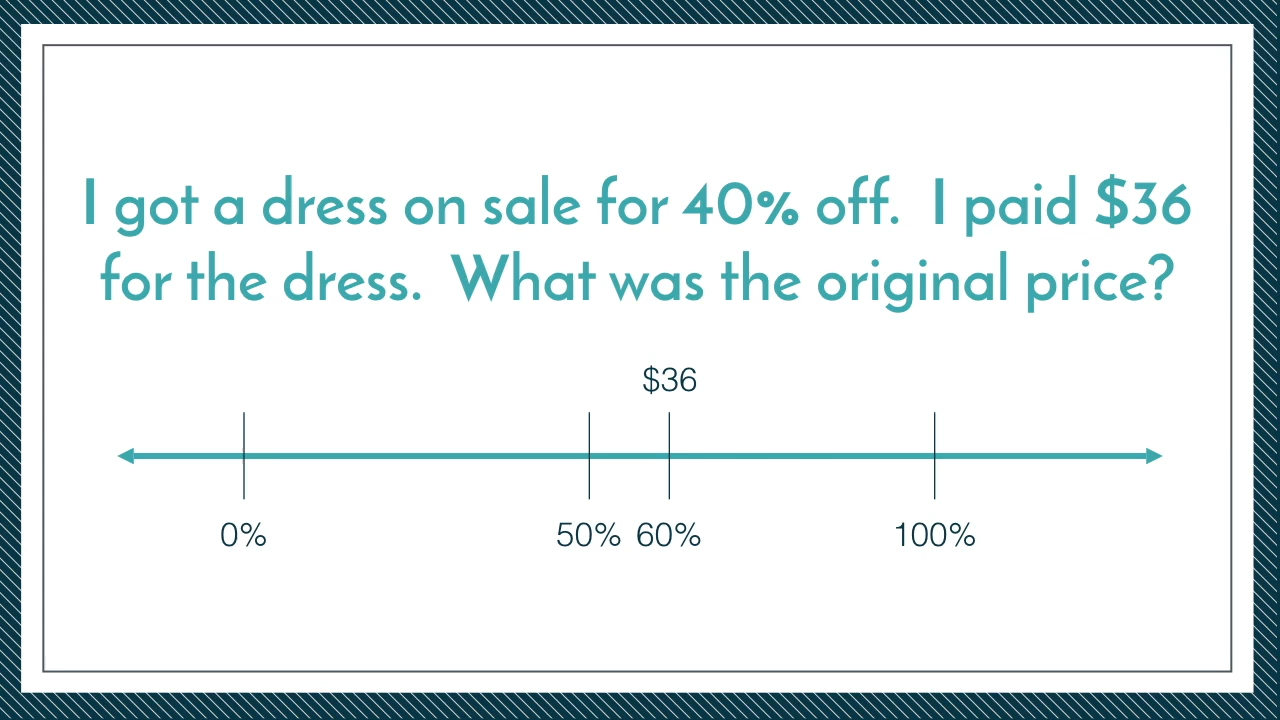 I got a dress on sale for 40% off.  I paid $36
for the dress.  What was the original price?
$36
0% 50% 60% 100%